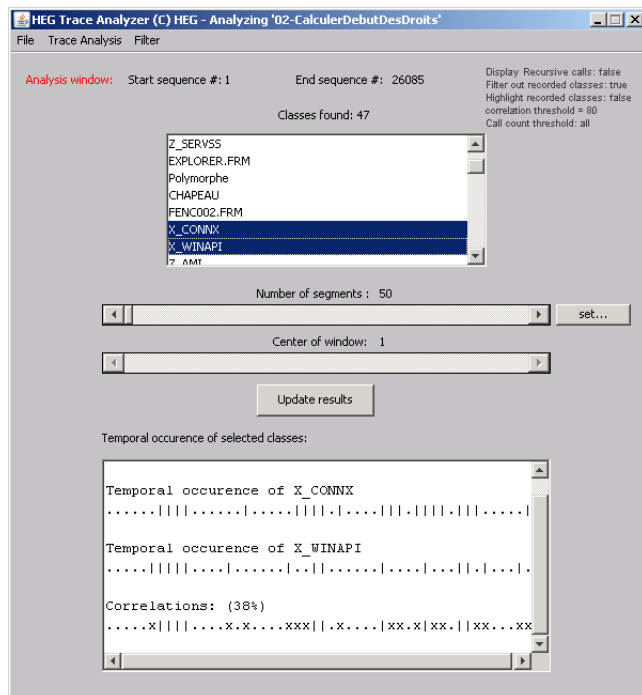 HEG Trace Analyzer (C) HEG - Analyzing '02-CalculerDebutDesDroits'
File Trace Analysis Filter
Analysis window: Start sequence #: 1 End sequence #: 26085
Display Recursive calls: false
Filter out recorded classes: true
Highlight recorded classes: false
correlation threshold = 80
Call count threshold: all
Classes found: 47
Z_SERVSS
EXPLORER.FRM
Polymorphe
CHAPEAU
FENC002.FRM
X_CONNX
X_WINAPI
Z_AMI
Number of segments : 50
set...
Center of window: 1
Update results
Temporal occurence of selected classes:
Temporal occurence of X_CONNX
......||||......|.....||||.|....|||.||||.|||.....|
Temporal occurence of X_WINAPI
.....|||||....|......|..||......|....|...||.|...|.
Correlations: (38%)
.....x||||....x.x....xxx||.x....|xx.x|xx.||xx...xx